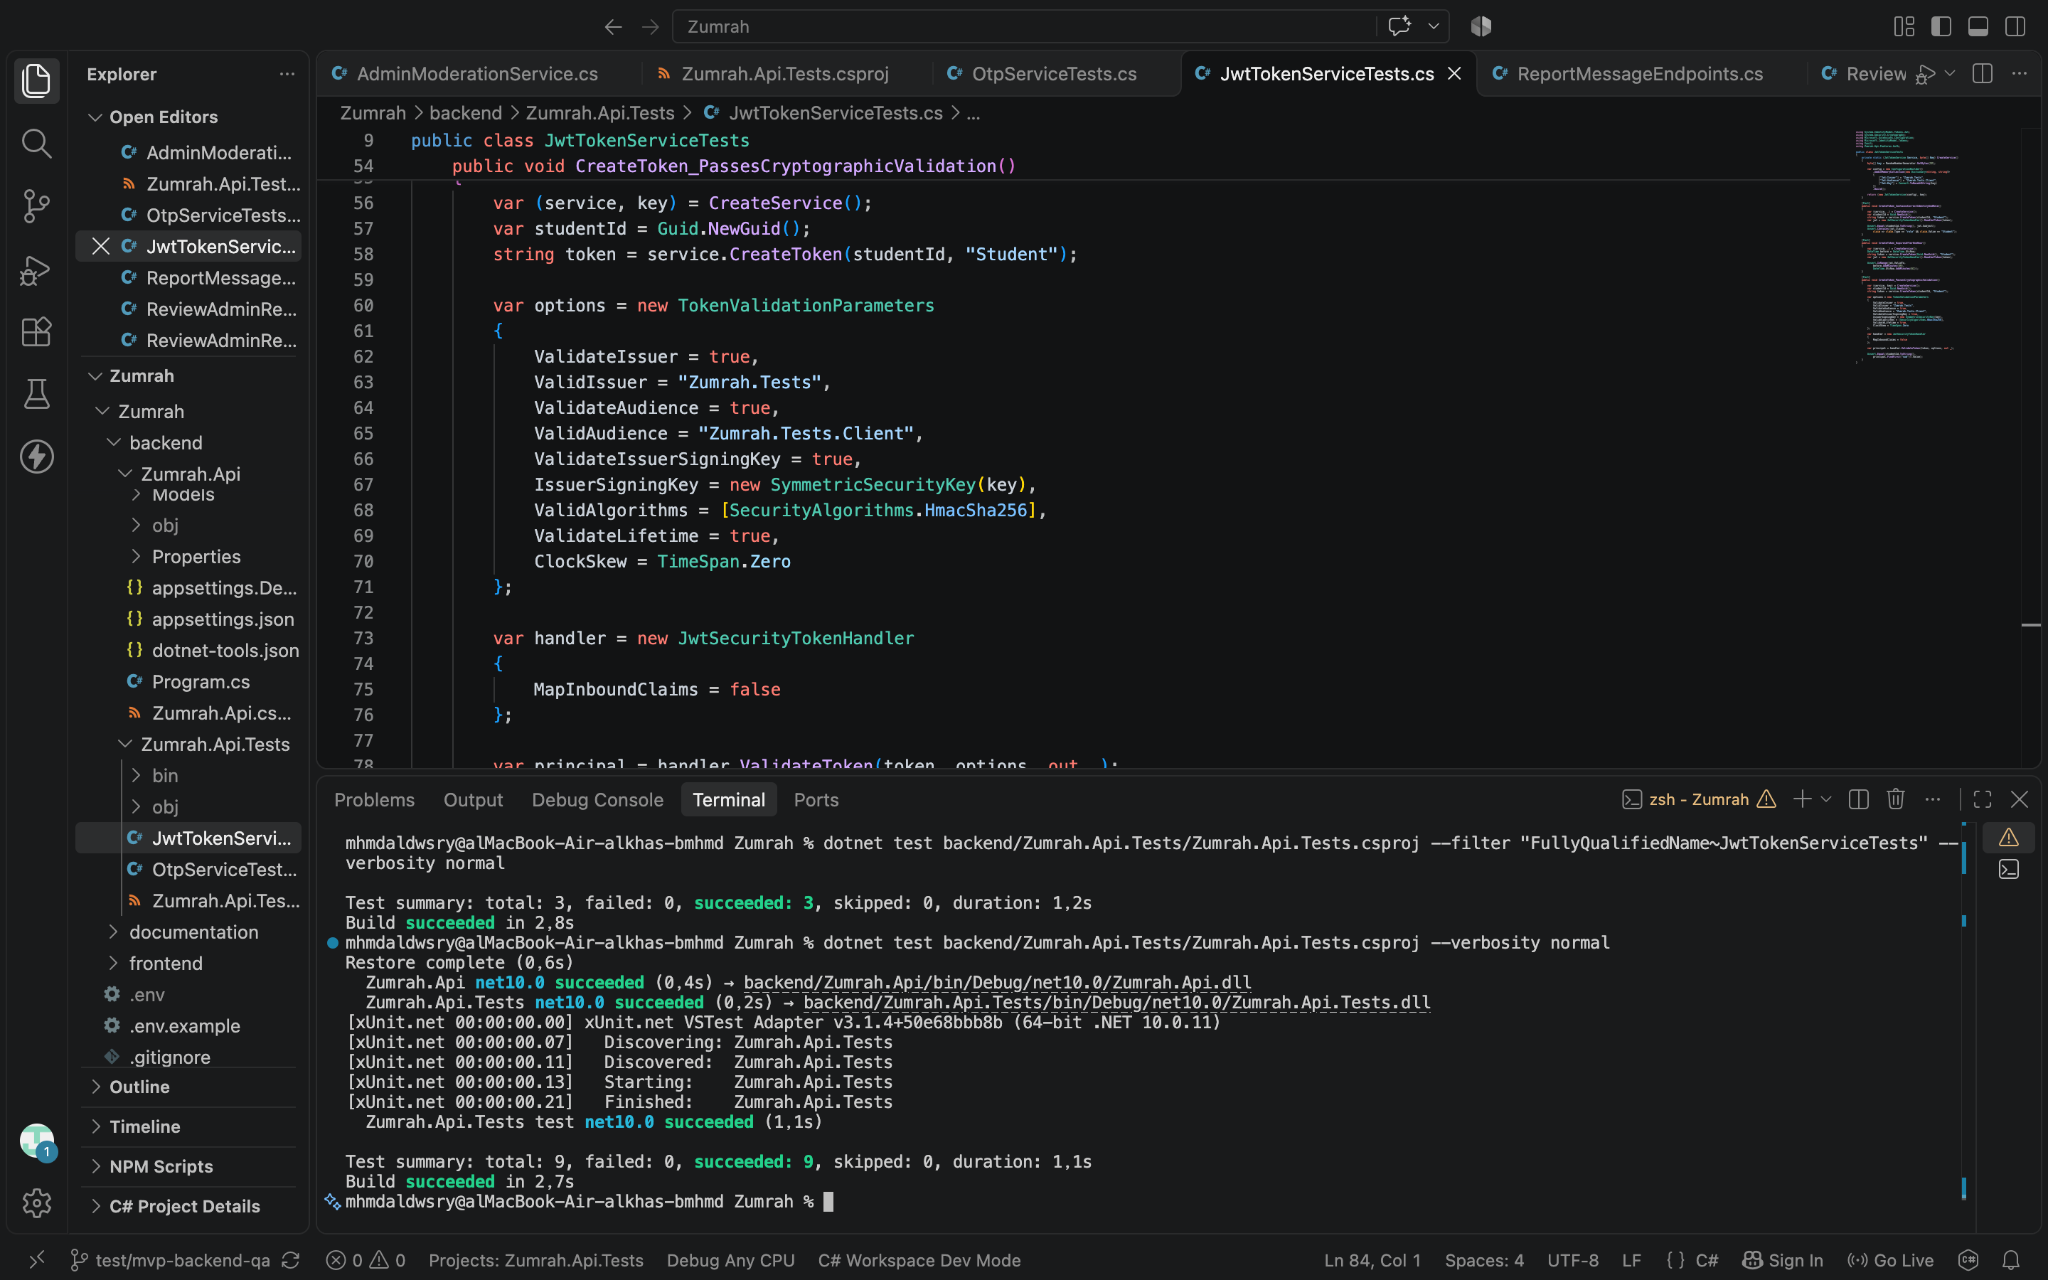 Zumrah
Explorer
Open Editors
AdminModerati...
Zumrah.Api.Test...
OtpServiceTests...
JwtTokenServic...
ReportMessage...
ReviewAdminRe...
ReviewAdminRe...
Zumrah
Zumrah
backend
Zumrah.Api
Models
obj
Properties
appsettings.De...
appsettings.json
dotnet-tools.json
Program.cs
Zumrah.Api.cs...
Zumrah.Api.Tests
bin
obj
JwtTokenServi...
OtpServiceTest...
Zumrah.Api.Tes...
documentation
frontend
.env
.env.example
.gitignore
Outline
Timeline
NPM Scripts
C# Project Details
1
AdminModerationService.cs
Zumrah.Api.Tests.csproj
OtpServiceTests.cs
JwtTokenServiceTests.cs
ReportMessageEndpoints.cs
Review
Zumrah > backend > Zumrah.Api.Tests > JwtTokenServiceTests.cs > ...
9 public class JwtTokenServiceTests
54 public void CreateToken_PassesCryptographicValidation()
56 var (service, key) = CreateService();
57 var studentId = Guid.NewGuid();
58 string token = service.CreateToken(studentId, "Student");
59
60 var options = new TokenValidationParameters
61 {
62 ValidateIssuer = true,
63 ValidIssuer = "Zumrah.Tests",
64 ValidateAudience = true,
65 ValidAudience = "Zumrah.Tests.Client",
66 ValidateIssuerSigningKey = true,
67 IssuerSigningKey = new SymmetricSecurityKey(key),
68 ValidAlgorithms = [SecurityAlgorithms.HmacSha256],
69 ValidateLifetime = true,
70 ClockSkew = TimeSpan.Zero
71 };
72
73 var handler = new JwtSecurityTokenHandler
74 {
75 MapInboundClaims = false
76 };
77
78 var principal = handler.ValidateToken(token, options, out _);
Problems Output Debug Console Terminal Ports
zsh - Zumrah
mhmdaldwsry@alMacBook-Air-alkhas-bmhmd Zumrah % dotnet test backend/Zumrah.Api.Tests/Zumrah.Api.Tests.csproj --filter "FullyQualifiedName~JwtTokenServiceTests" --
verbosity normal
Test summary: total: 3, failed: 0, succeeded: 3, skipped: 0, duration: 1,2s
Build succeeded in 2,8s
mhmdaldwsry@alMacBook-Air-alkhas-bmhmd Zumrah % dotnet test backend/Zumrah.Api.Tests/Zumrah.Api.Tests.csproj --verbosity normal
Restore complete (0,6s)
Zumrah.Api net10.0 succeeded (0,4s) → backend/Zumrah.Api/bin/Debug/net10.0/Zumrah.Api.dll
Zumrah.Api.Tests net10.0 succeeded (0,2s) → backend/Zumrah.Api.Tests/bin/Debug/net10.0/Zumrah.Api.Tests.dll
[xUnit.net 00:00:00.00] xUnit.net VSTest Adapter v3.1.4+50e68bbb8b (64-bit .NET 10.0.11)
[xUnit.net 00:00:00.07] Discovering: Zumrah.Api.Tests
[xUnit.net 00:00:00.11] Discovered: Zumrah.Api.Tests
[xUnit.net 00:00:00.13] Starting: Zumrah.Api.Tests
[xUnit.net 00:00:00.21] Finished: Zumrah.Api.Tests
Zumrah.Api.Tests test net10.0 succeeded (1,1s)
Test summary: total: 9, failed: 0, succeeded: 9, skipped: 0, duration: 1,1s
Build succeeded in 2,7s
mhmdaldwsry@alMacBook-Air-alkhas-bmhmd Zumrah %
test/mvp-backend-qa 0 0 Projects: Zumrah.Api.Tests Debug Any CPU C# Workspace Dev Mode Ln 84, Col 1 Spaces: 4 UTF-8 LF {} C# Sign In Go Live